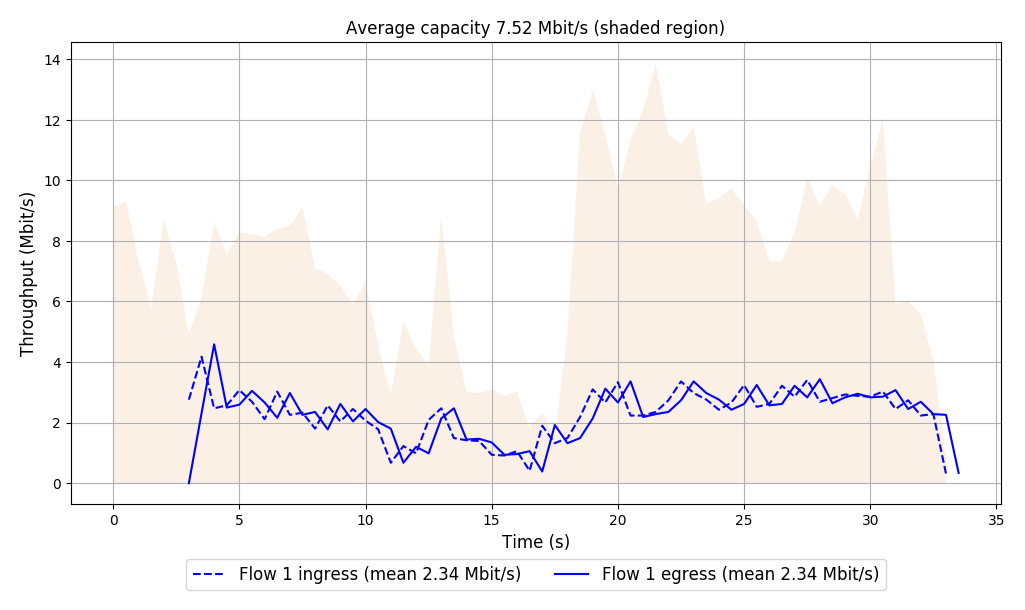 Average capacity 7.52 Mbit/s (shaded region)
14
12
10
8
6
4
2
0
Throughput (Mbit/s)
0 5 10 15 20 25 30 35
Time (s)
Flow 1 ingress (mean 2.34 Mbit/s) Flow 1 egress (mean 2.34 Mbit/s)